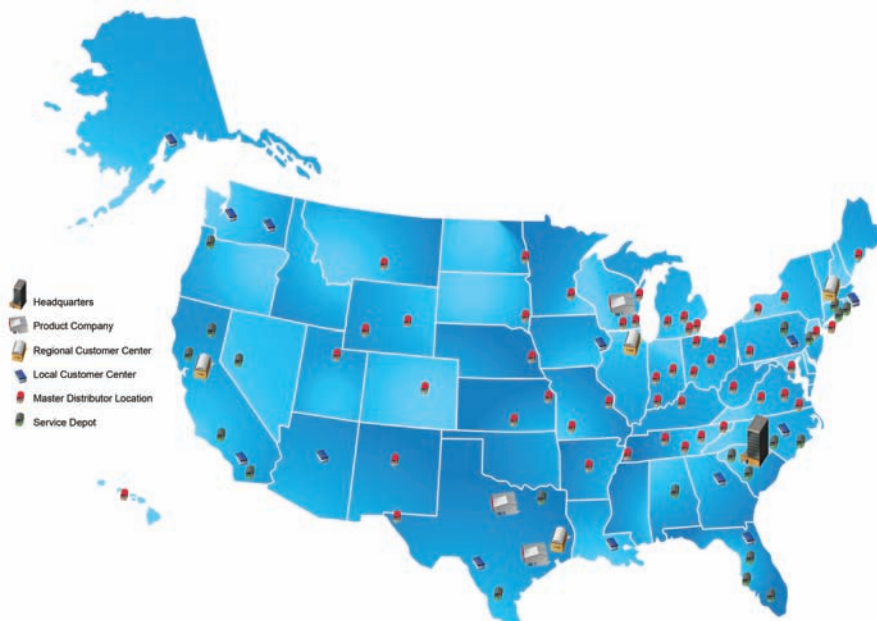 Headquarters
Product Company
Regional Customer Center
Local Customer Center
Master Distributor Location
Service Depot